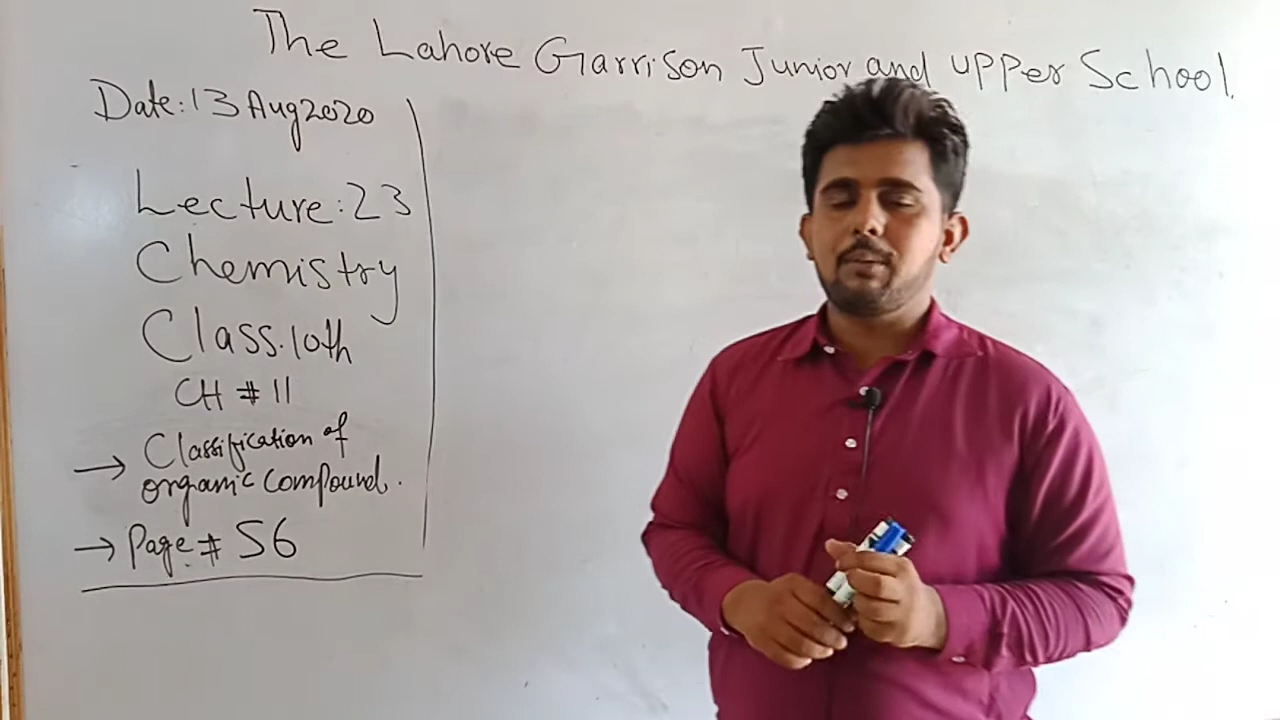 The Lahore Garrison Junior and upper School.
Date: 13 Aug 2020
Lecture: 23
Chemistry
Class. 10th
CH # 11
→ Classification of
organic compound.
→ Page # 56